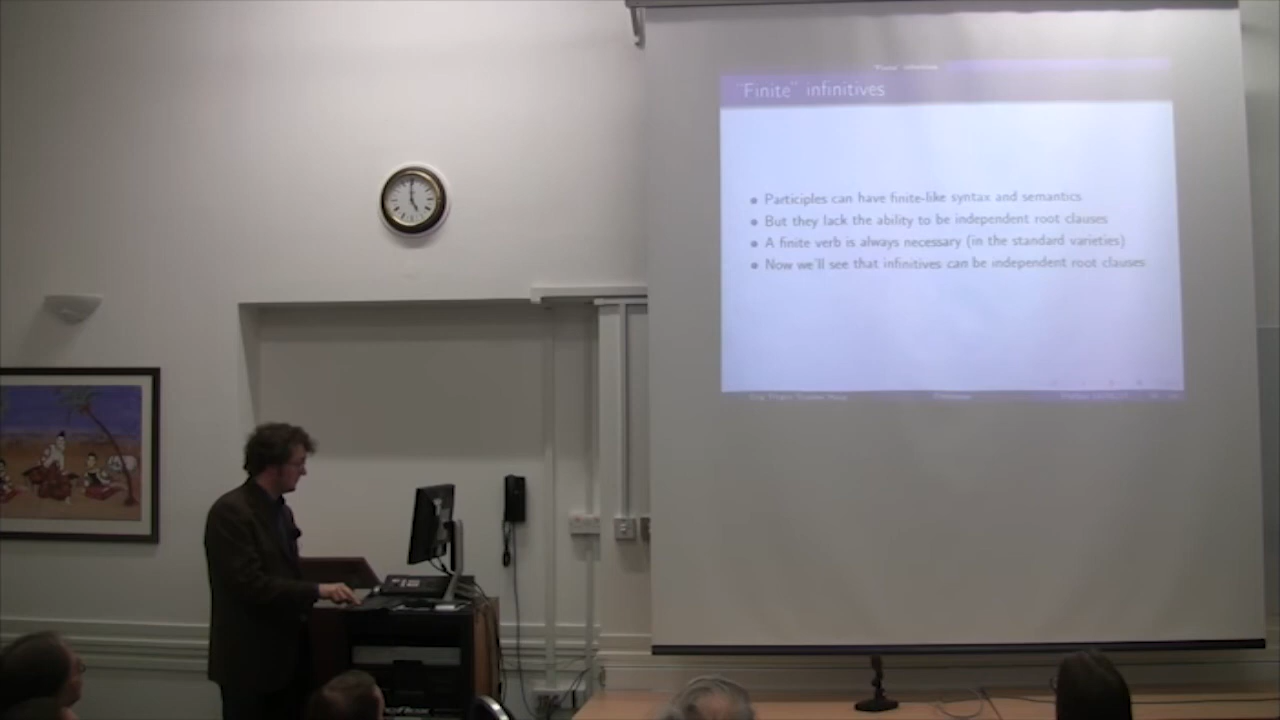 "Finite" infinitives
Participles can have finite-like syntax and semantics
But they lack the ability to be independent root clauses
A finite verb is always necessary (in the standard varieties)
Now we'll see that infinitives can be independent root clauses